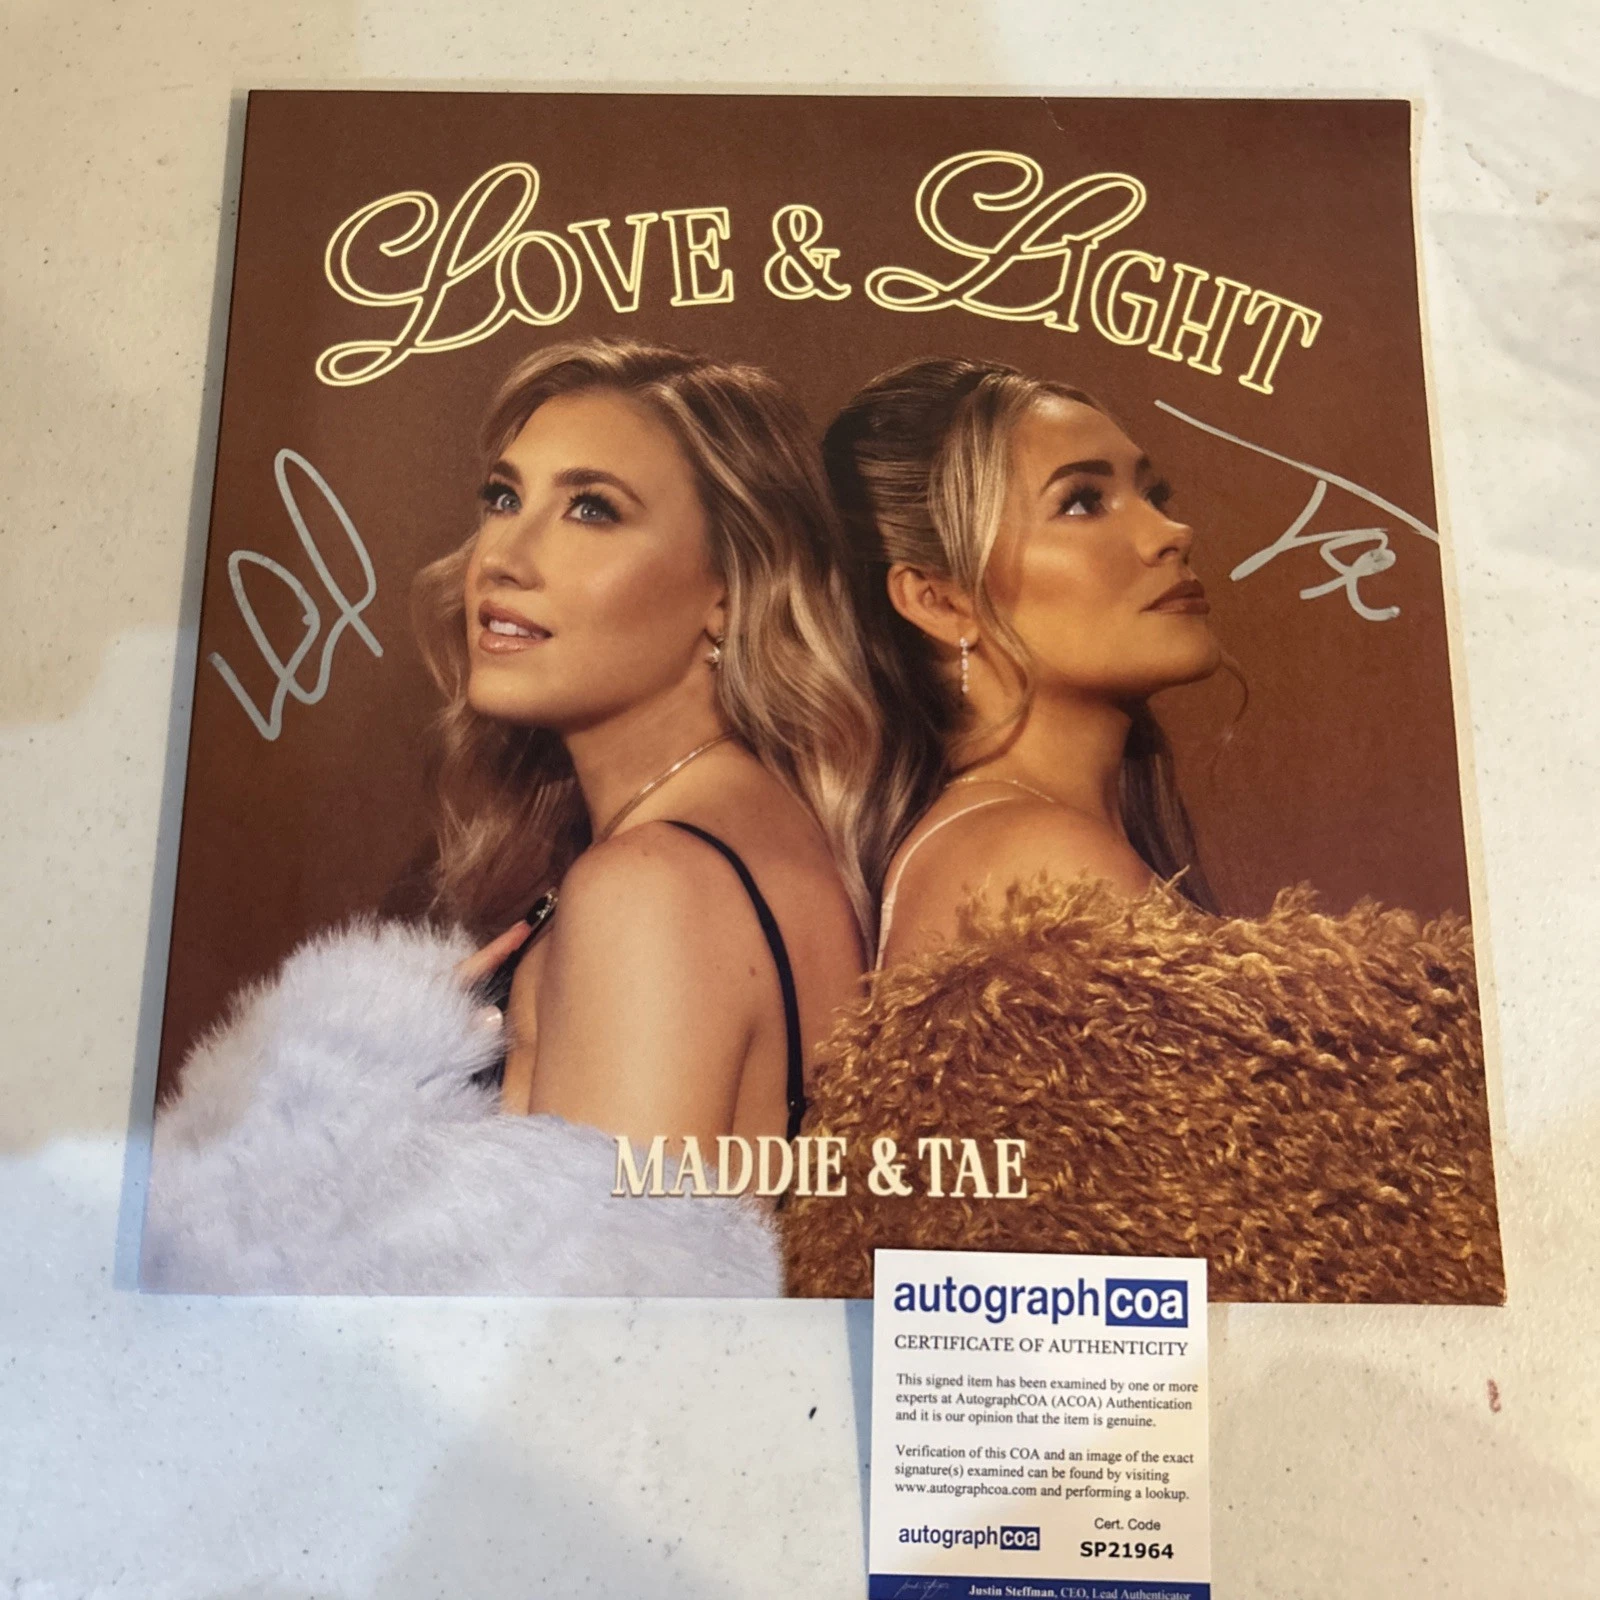 LOVE & LIGHT
Tae
MADDIE & TAE
autographcoa
CERTIFICATE OF AUTHENTICITY
This signed item has been examined by one or more
experts at AutographCOA (ACOA) Authentication
and it is our opinion that the item is genuine.
Verification of this COA and an image of the exact
signature(s) examined can be found by visiting
www.autographcoa.com and performing a lookup.
Cert. Code
autographcoa
SP21964
Justin Steffman, CEO, Lead Authenticator